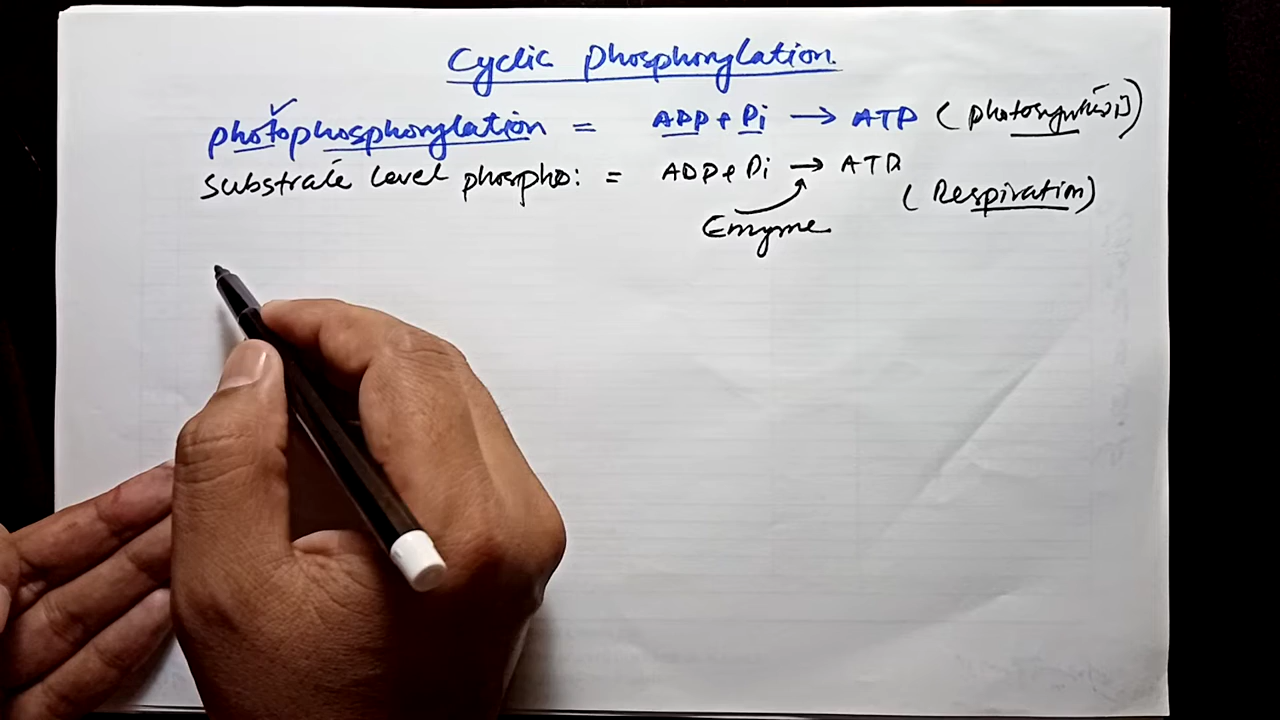 Cyclic phosphorylation
photophosphorylation = ADP + Pi → ATP (photosynthesis)
Substrate level phospho: = ADP + Pi → ATP
(Respiration)
Enzyme